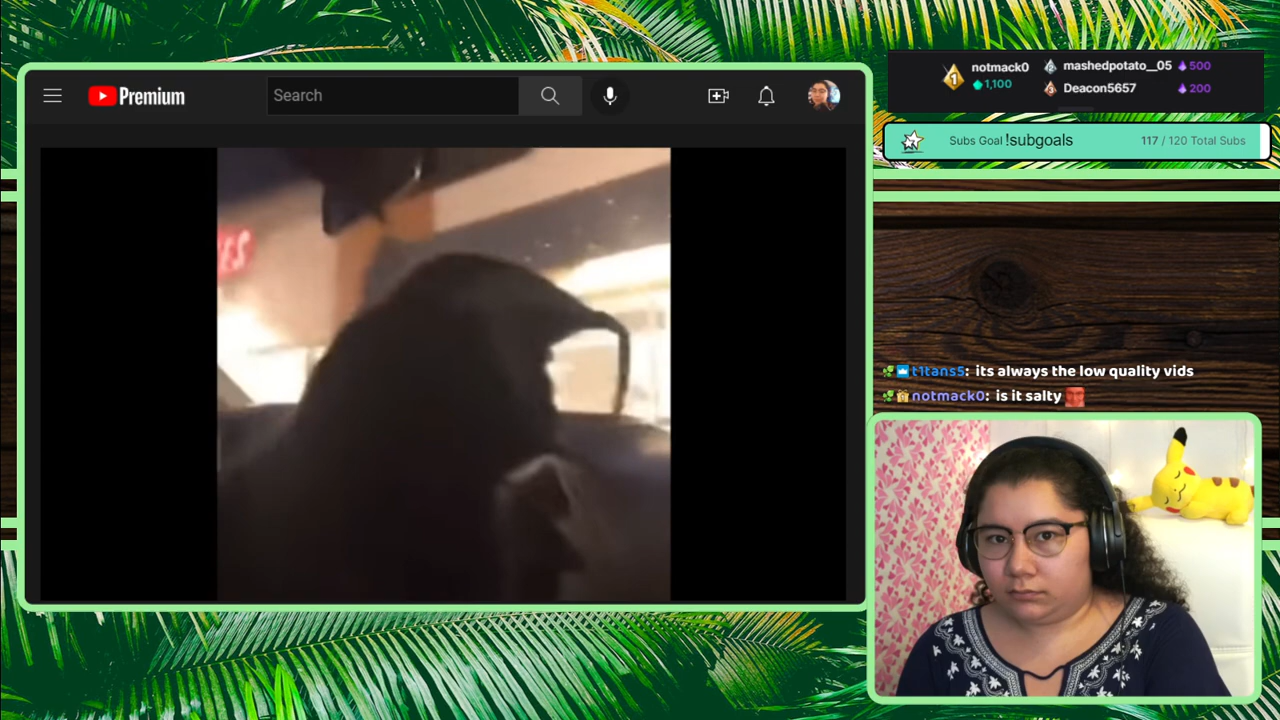 Premium
Search
notmack0
1,100
mashedpotato__05 500
Deacon5657 200
Subs Goal !subgoals 117 / 120 Total Subs
t1tans5: its always the low quality vids
notmack0: is it salty